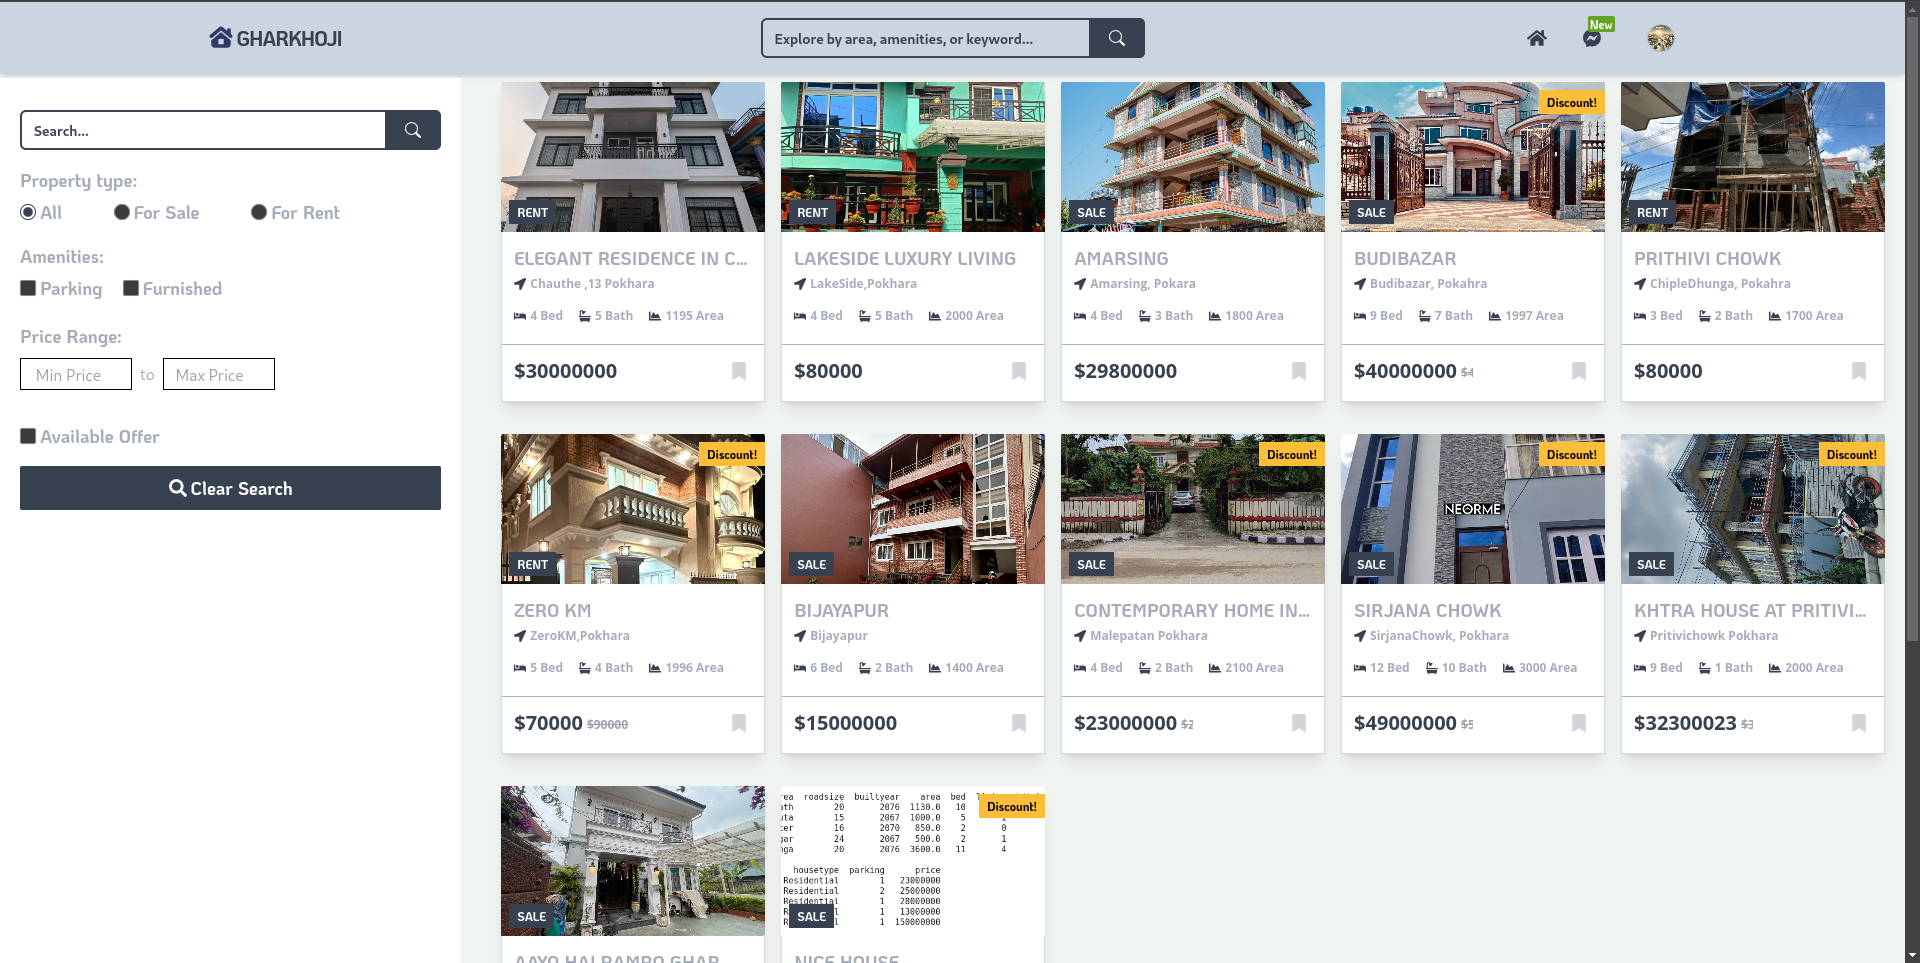 GHARKHOJI
Explore by area, amenities, or keyword...
New
Search...
Property type:
All
For Sale
For Rent
Amenities:
Parking
Furnished
Price Range:
Min Price to Max Price
Available Offer
Clear Search
RENT
ELEGANT RESIDENCE IN C...
Chauthe ,13 Pokhara
4 Bed 5 Bath 1195 Area
$30000000
RENT
LAKESIDE LUXURY LIVING
LakeSide,Pokhara
4 Bed 5 Bath 2000 Area
$80000
SALE
AMARSING
Amarsing, Pokara
4 Bed 3 Bath 1800 Area
$29800000
Discount!
SALE
BUDIBAZAR
Budibazar, Pokahra
9 Bed 7 Bath 1997 Area
$40000000 $4
RENT
PRITHIVI CHOWK
ChipleDhunga, Pokahra
3 Bed 2 Bath 1700 Area
$80000
Discount!
RENT
ZERO KM
ZeroKM,Pokhara
5 Bed 4 Bath 1996 Area
$70000 $90000
SALE
BIJAYAPUR
Bijayapur
6 Bed 2 Bath 1400 Area
$15000000
Discount!
SALE
CONTEMPORARY HOME IN...
Malepatan Pokhara
4 Bed 2 Bath 2100 Area
$23000000 $2
Discount!
NEORME
SALE
SIRJANA CHOWK
SirjanaChowk, Pokhara
12 Bed 10 Bath 3000 Area
$49000000 $5
Discount!
SALE
KHTRA HOUSE AT PRITIVI...
Pritivichowk Pokhara
9 Bed 1 Bath 2000 Area
$32300023 $3
SALE
AAYO HAI RAMRO GHAR
Discount!
rea roadsize builtyear area bed
ath 20 2076 1130.0 10
uta 15 2067 1000.0 5 1
ter 16 2070 850.0 2 0
gar 24 2067 500.0 2 1
nga 20 2076 3600.0 11 4
housetype parking price
Residential 1 23000000
Residential 2 25000000
Residential 1 28000000
l 1 13000000
l 1 150000000
SALE
NICE HOUSE